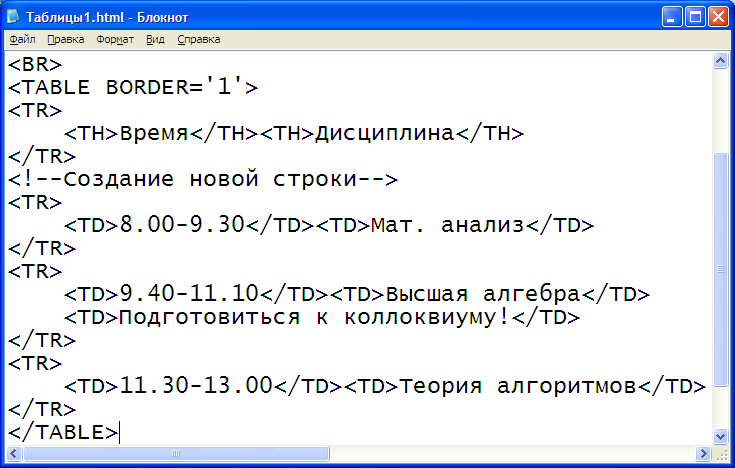 Таблицы1.html - Блокнот
Файл Правка Формат Вид Справка
<BR>
<TABLE BORDER='1'>
<TR>
    <TH>Время</TH><TH>Дисциплина</TH>
</TR>
<!--Создание новой строки-->
<TR>
    <TD>8.00-9.30</TD><TD>Мат. анализ</TD>
</TR>
<TR>
    <TD>9.40-11.10</TD><TD>Высшая алгебра</TD>
    <TD>Подготовиться к коллоквиуму!</TD>
</TR>
<TR>
    <TD>11.30-13.00</TD><TD>Теория алгоритмов</TD>
</TR>
</TABLE>